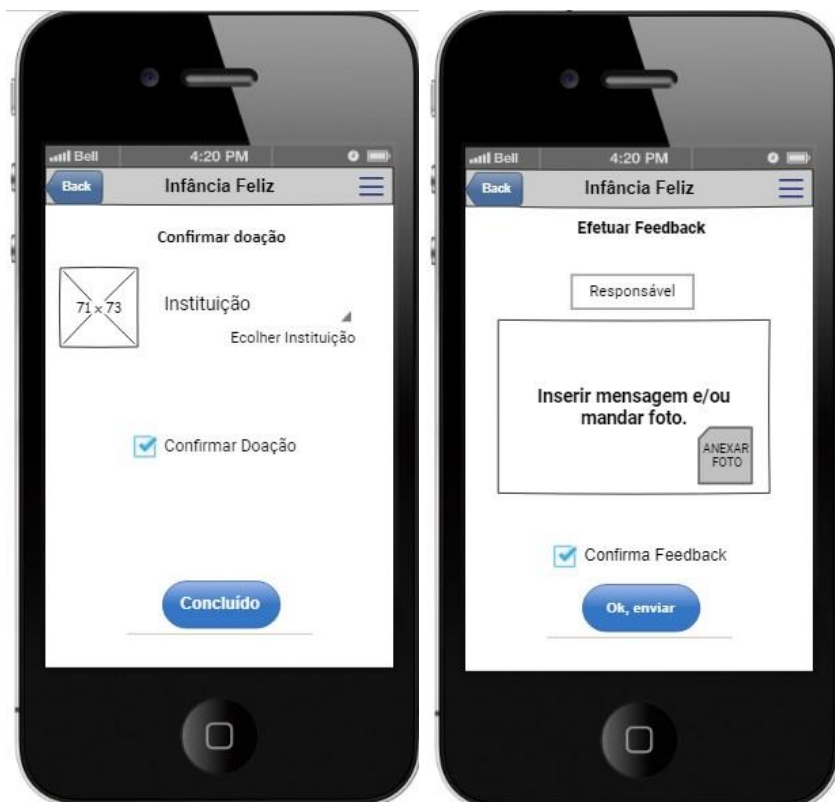 Bell 4:20 PM
Back Infância Feliz
Confirmar doação
71 x 73
Instituição
Ecolher Instituição
Confirmar Doação
Concluído
Bell 4:20 PM
Back Infância Feliz
Efetuar Feedback
Responsável
Inserir mensagem e/ou
mandar foto.
ANEXAR
FOTO
Confirma Feedback
Ok, enviar